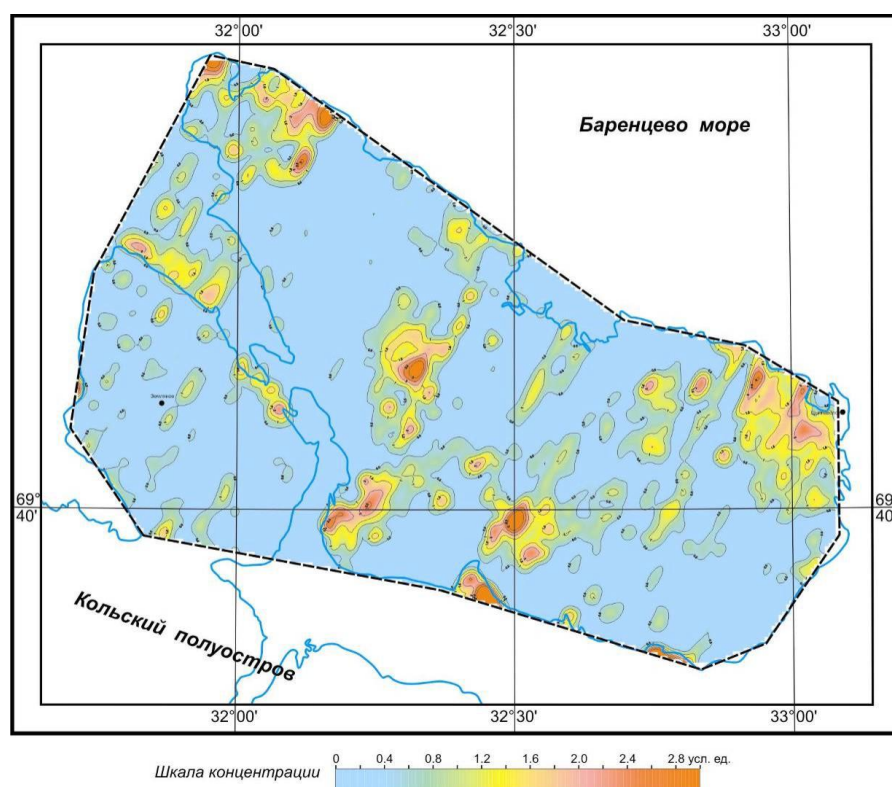 32°00' 32°30' 33°00'
Баренцево море
69°
40'
69°
40'
Кольский полуостров
32°00' 32°30' 33°00'
0 0.4 0.8 1.2 1.6 2.0 2.4 2.8 усл. ед.
Шкала концентрации